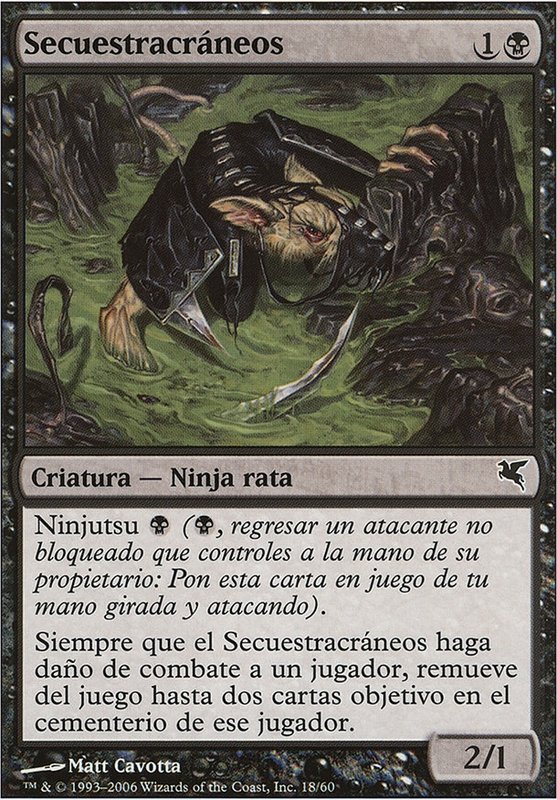 Secuestracráneos 1
Criatura — Ninja rata
Ninjutsu (, regresar un atacante no
bloqueado que controles a la mano de su
propietario: Pon esta carta en juego de tu
mano girada y atacando).
Siempre que el Secuestracráneos haga
daño de combate a un jugador, remueve
del juego hasta dos cartas objetivo en el
cementerio de ese jugador.
2/1
Matt Cavotta
™ & © 1993–2006 Wizards of the Coast, Inc. 18/60